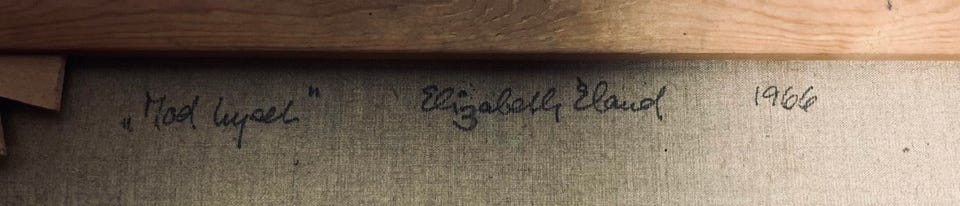 „Mod lyset" Elizabeth Eland 1966